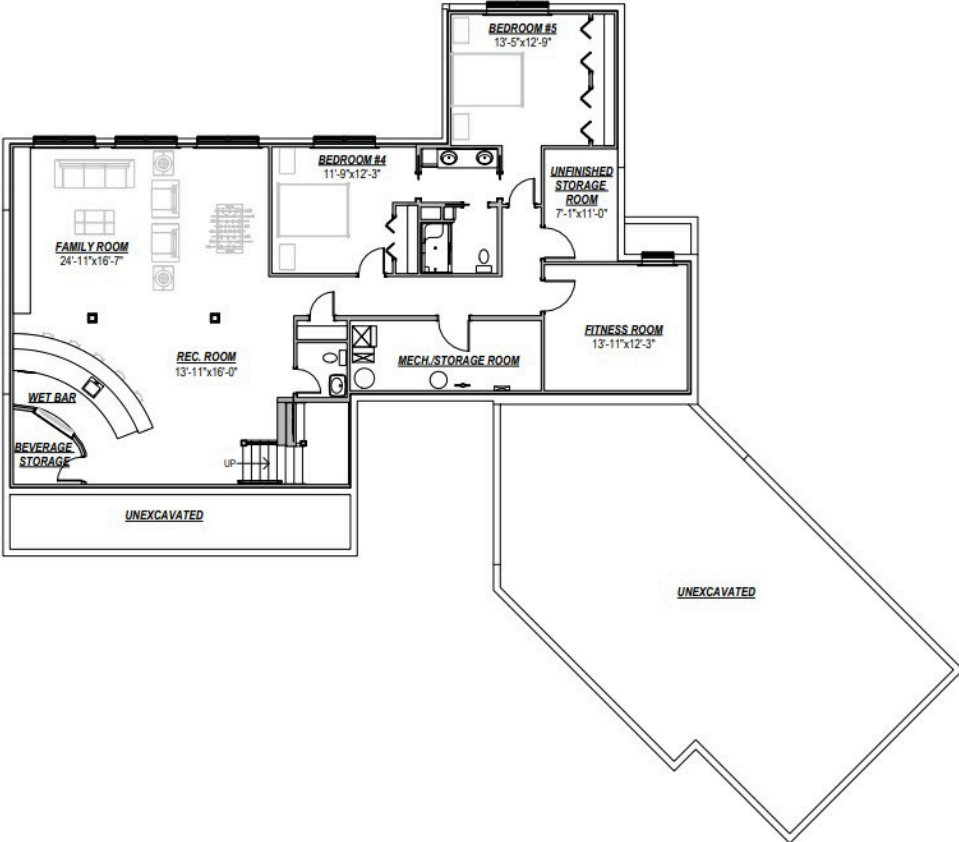 BEDROOM #5
13'-5"x12'-9"
BEDROOM #4
11'-9"x12'-3"
UNFINISHED
STORAGE
ROOM
7'-1"x11'-0"
FAMILY ROOM
24'-11"x16'-7"
FITNESS ROOM
13'-11"x12'-3"
REC. ROOM
13'-11"x16'-0"
MECH./STORAGE ROOM
WET BAR
BEVERAGE
STORAGE
UP
UNEXCAVATED
UNEXCAVATED